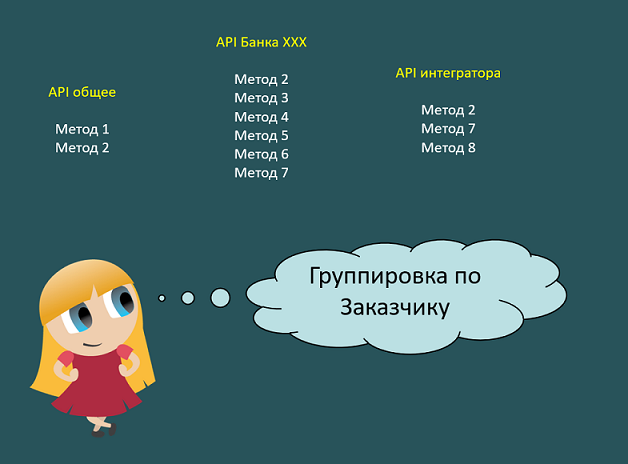 API общее
Метод 1
Метод 2
API Банка XXX
Метод 2
Метод 3
Метод 4
Метод 5
Метод 6
Метод 7
API интегратора
Метод 2
Метод 7
Метод 8
Группировка по
Заказчику